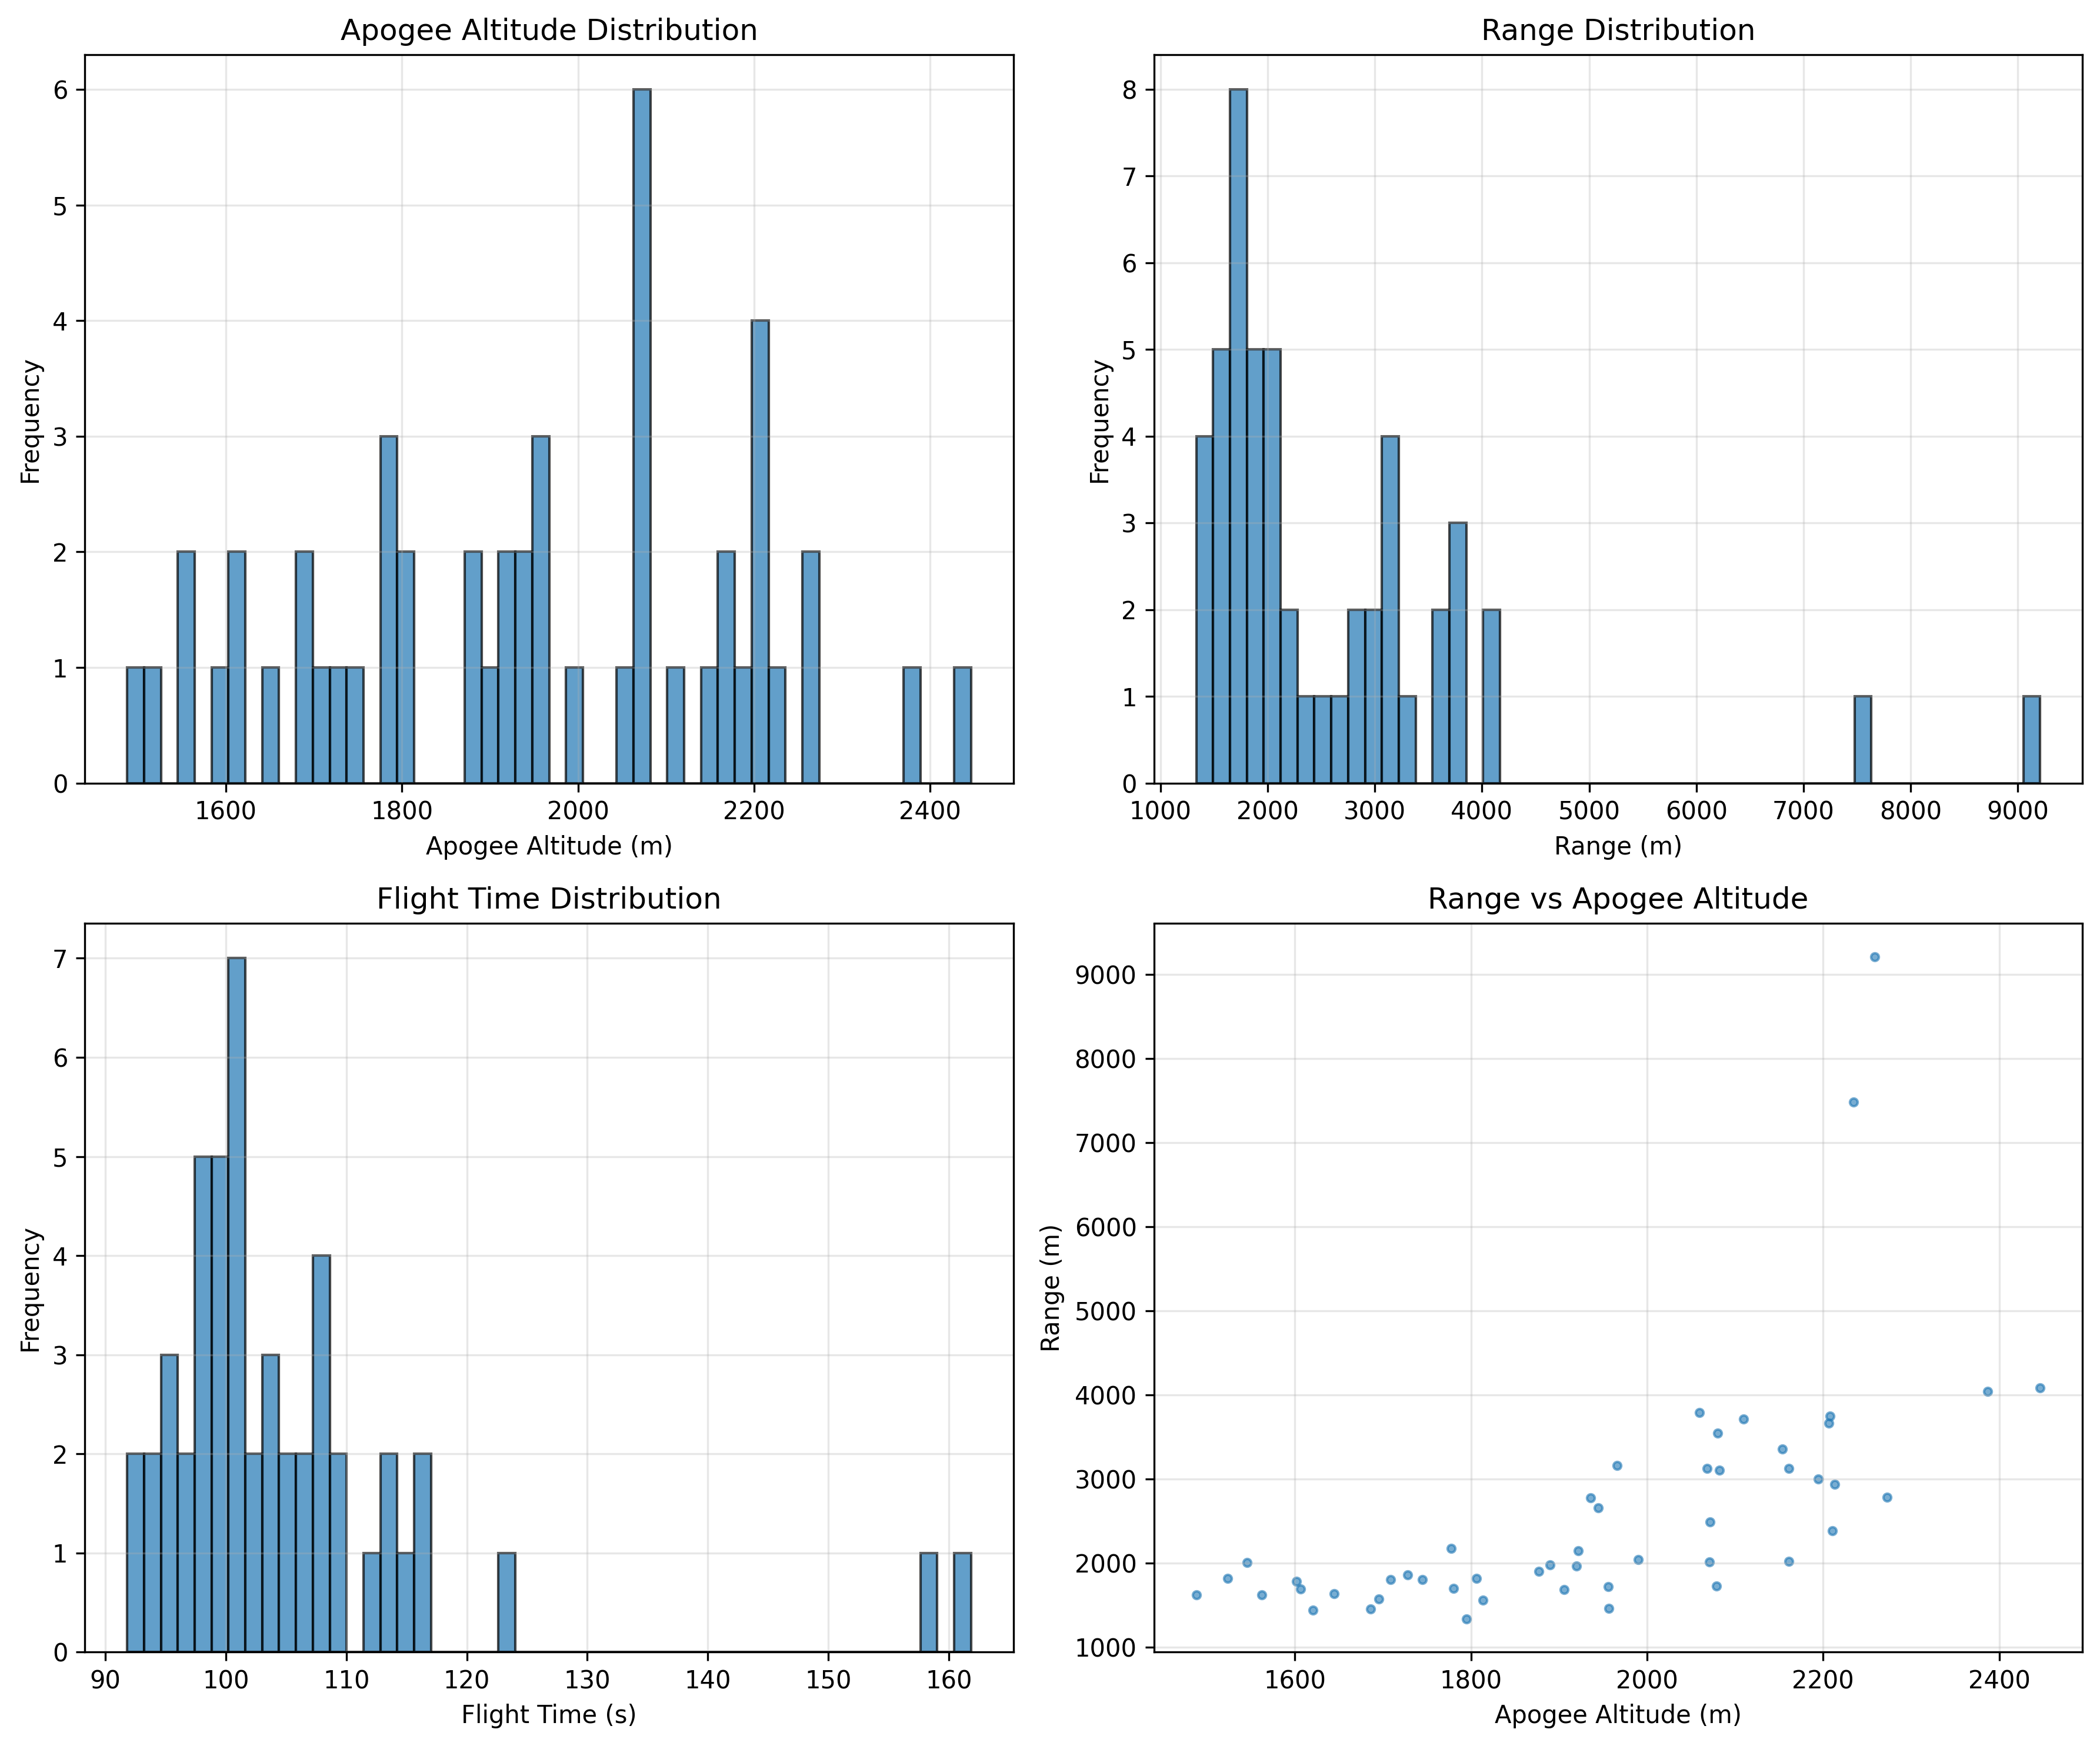 Apogee Altitude Distribution
Frequency
6
5
4
3
2
1
0
1600 1800 2000 2200 2400
Apogee Altitude (m)
Range Distribution
Frequency
8
7
6
5
4
3
2
1
0
1000 2000 3000 4000 5000 6000 7000 8000 9000
Range (m)
Flight Time Distribution
Frequency
7
6
5
4
3
2
1
0
90 100 110 120 130 140 150 160
Flight Time (s)
Range vs Apogee Altitude
Range (m)
9000
8000
7000
6000
5000
4000
3000
2000
1000
1600 1800 2000 2200 2400
Apogee Altitude (m)